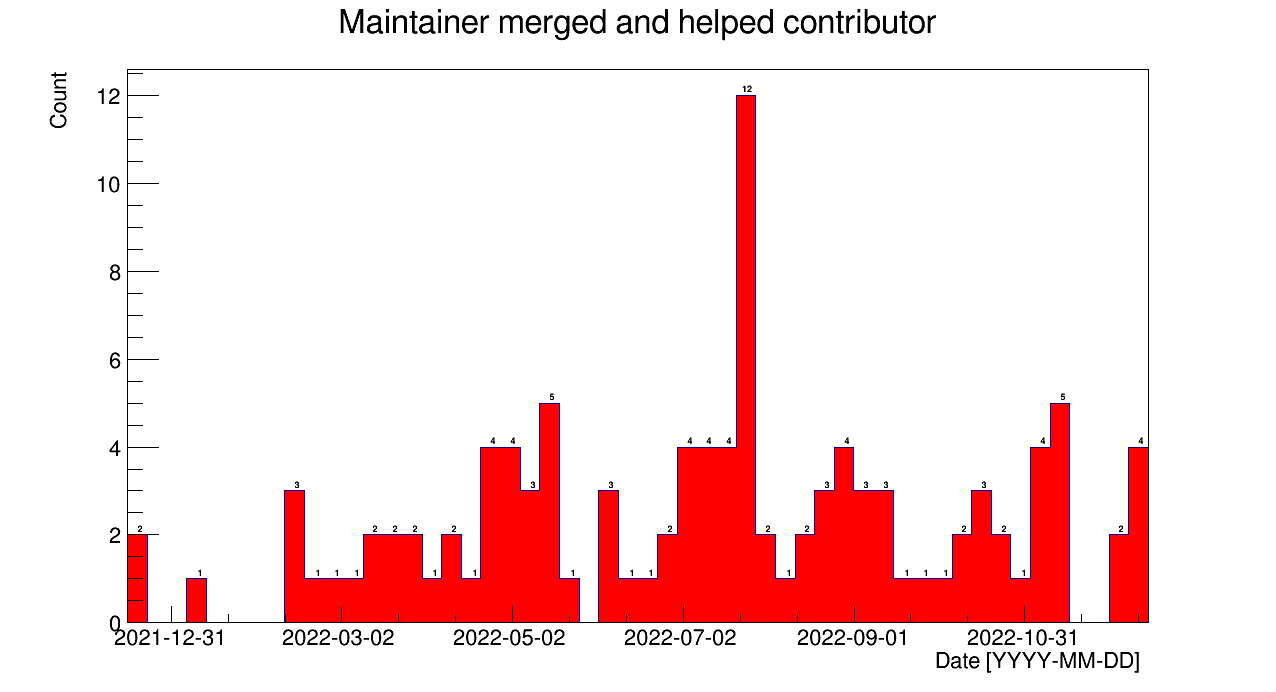 Maintainer merged and helped contributor
Count
12
10
8
6
4
2
0
12
5 5
4 4 4 4 4 4 4 4
3 3 3 3 3 3 3
2 2 2 2 2 2 2 2 2 2 2
1 1 1 1 1 1 1 1 1 1 1 1 1 1
2021-12-31 2022-03-02 2022-05-02 2022-07-02 2022-09-01 2022-10-31
Date [YYYY-MM-DD]